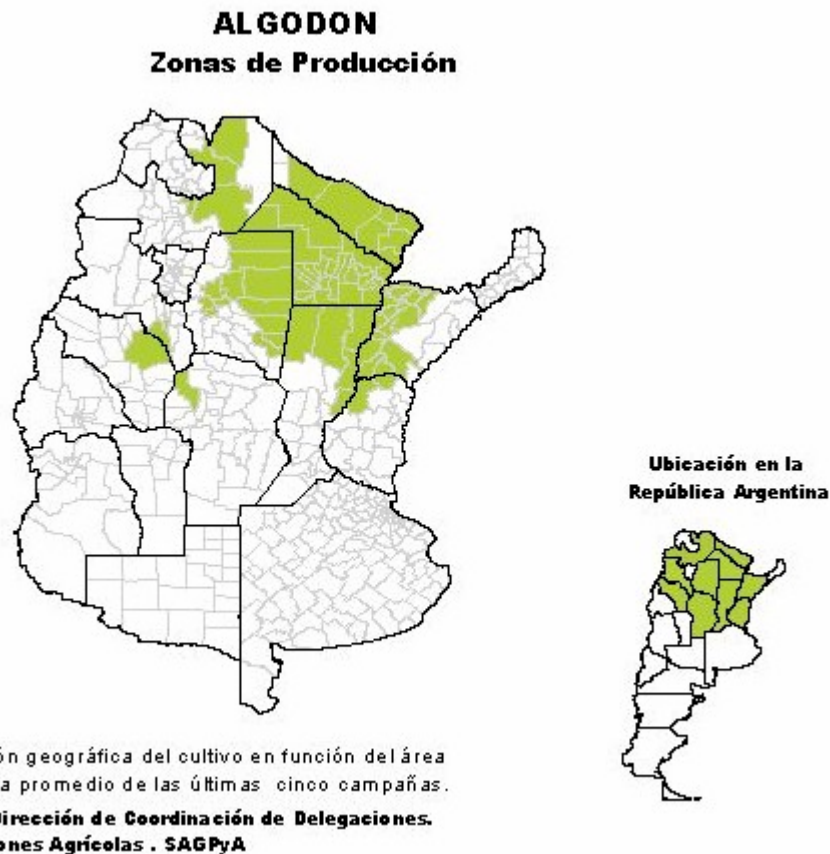 ALGODON
Zonas de Producción
Ubicación en la
República Argentina
ón geográfica del cultivo en función del área
a promedio de las últimas cinco campañas.
Dirección de Coordinación de Delegaciones.
ones Agrícolas . SAGPyA